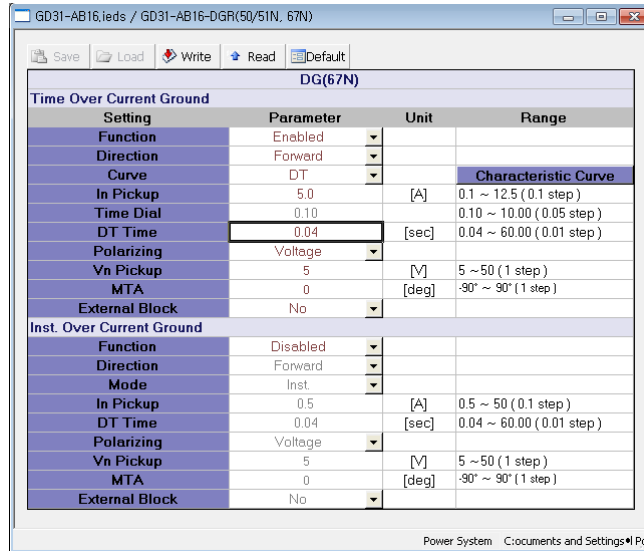 GD31-AB16,ieds / GD31-AB16-DGR(50/51N, 67N)
Save Load Write Read Default
DG(67N)
Time Over Current Ground
Setting Parameter Unit Range
Function Enabled
Direction Forward
Curve DT Characteristic Curve
In Pickup 5.0 [A] 0.1 ~ 12.5 ( 0.1 step )
Time Dial 0.10 0.10 ~ 10.00 ( 0.05 step )
DT Time 0.04 [sec] 0.04 ~ 60.00 ( 0.01 step )
Polarizing Voltage
Vn Pickup 5 [V] 5 ~50 ( 1 step )
MTA 0 [deg] -90° ~ 90° ( 1 step )
External Block No
Inst. Over Current Ground
Function Disabled
Direction Forward
Mode Inst.
In Pickup 0.5 [A] 0.5 ~ 50 ( 0.1 step )
DT Time 0.04 [sec] 0.04 ~ 60.00 ( 0.01 step )
Polarizing Voltage
Vn Pickup 5 [V] 5 ~50 ( 1 step )
MTA 0 [deg] -90° ~ 90° ( 1 step )
External Block No
Power System C:ocuments and Settings